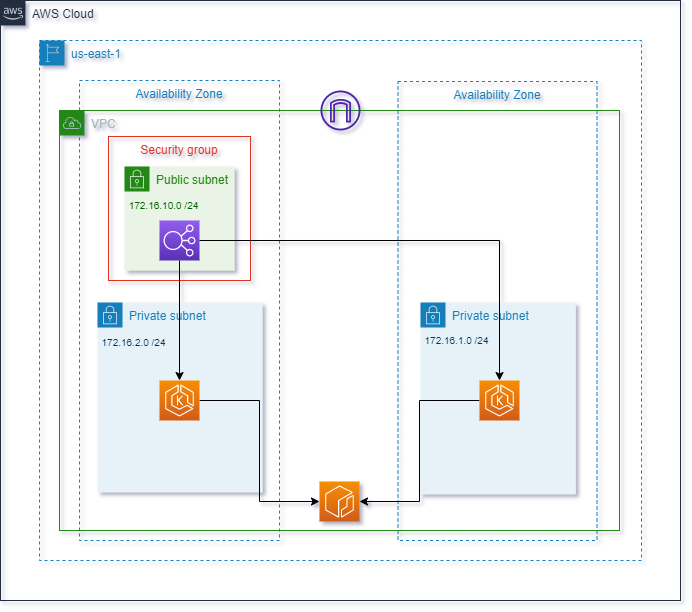 aws
AWS Cloud
us-east-1
Availability Zone
Availability Zone
VPC
Security group
Public subnet
172.16.10.0 /24
Private subnet
172.16.2.0 /24
Private subnet
172.16.1.0 /24
K
K